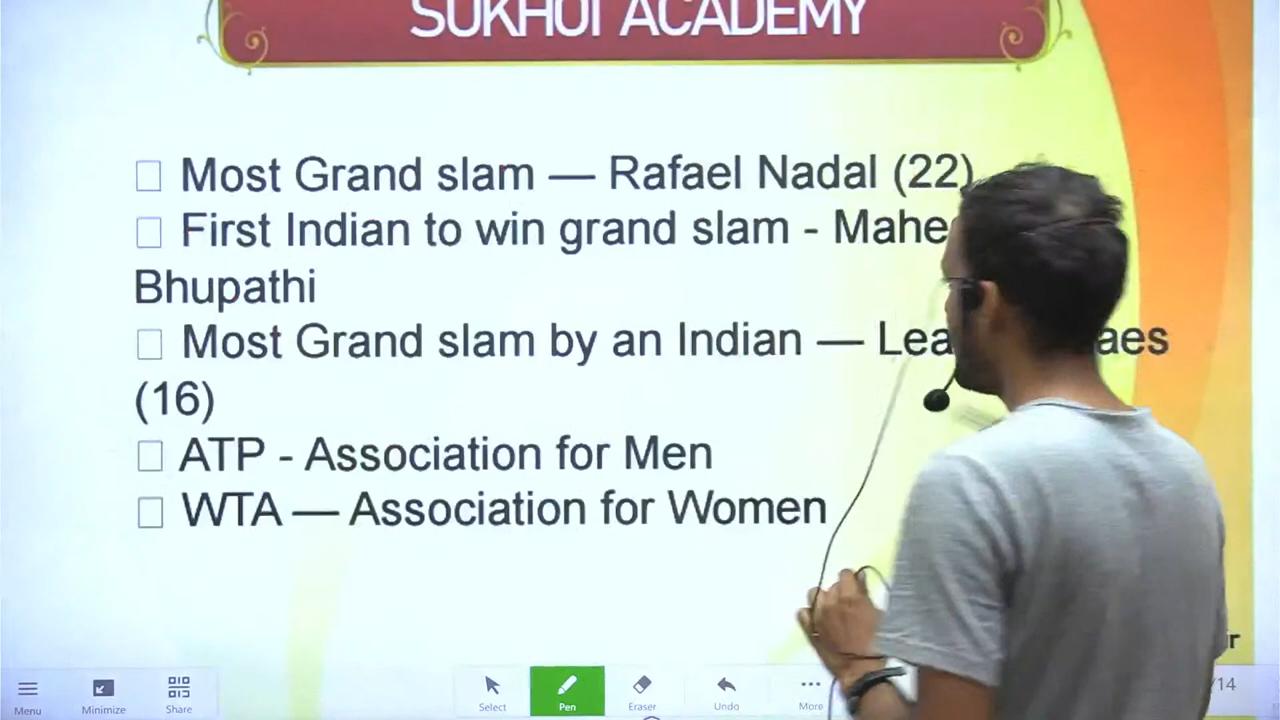 SUKHOI ACADEMY
Most Grand slam — Rafael Nadal (22)
First Indian to win grand slam - Mahe
Bhupathi
Most Grand slam by an Indian — Lea aes
(16)
ATP - Association for Men
WTA — Association for Women
Menu
Minimize
Share
Select
Pen
Eraser
Undo
More
/14